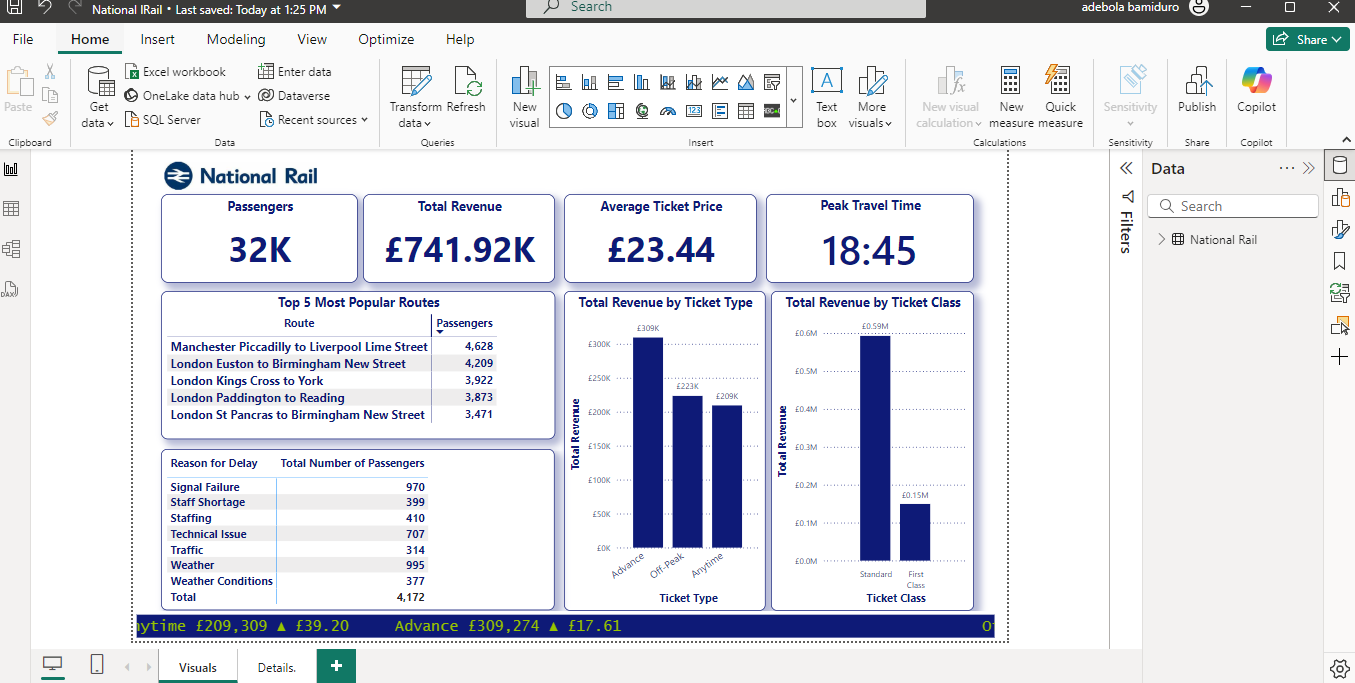 National IRail • Last saved: Today at 1:25 PM
Search
adebola bamiduro
File Home Insert Modeling View Optimize Help
Share
Paste
Clipboard
Get data
Excel workbook
OneLake data hub
SQL Server
Enter data
Dataverse
Recent sources
Data
Transform data
Refresh
Queries
New visual
123
Text box
More visuals
Insert
New visual calculation
New measure
Quick measure
Calculations
Sensitivity
Sensitivity
Publish
Share
Copilot
Copilot
DAX
National Rail
Passengers
32K
Total Revenue
£741.92K
Average Ticket Price
£23.44
Peak Travel Time
18:45
Top 5 Most Popular Routes
Route Passengers
Manchester Piccadilly to Liverpool Lime Street 4,628
London Euston to Birmingham New Street 4,209
London Kings Cross to York 3,922
London Paddington to Reading 3,873
London St Pancras to Birmingham New Street 3,471
Reason for Delay Total Number of Passengers
Signal Failure 970
Staff Shortage 399
Staffing 410
Technical Issue 707
Traffic 314
Weather 995
Weather Conditions 377
Total 4,172
Total Revenue by Ticket Type
Total Revenue
£300K
£250K
£200K
£150K
£100K
£50K
£0K
£309K
£223K
£209K
Advance Off-Peak Anytime
Ticket Type
Total Revenue by Ticket Class
Total Revenue
£0.6M
£0.5M
£0.4M
£0.3M
£0.2M
£0.1M
£0.0M
£0.59M
£0.15M
Standard First Class
Ticket Class
nytime £209,309 ▲ £39.20 Advance £309,274 ▲ £17.61 O
Filters
Data
Search
National Rail
Visuals Details.